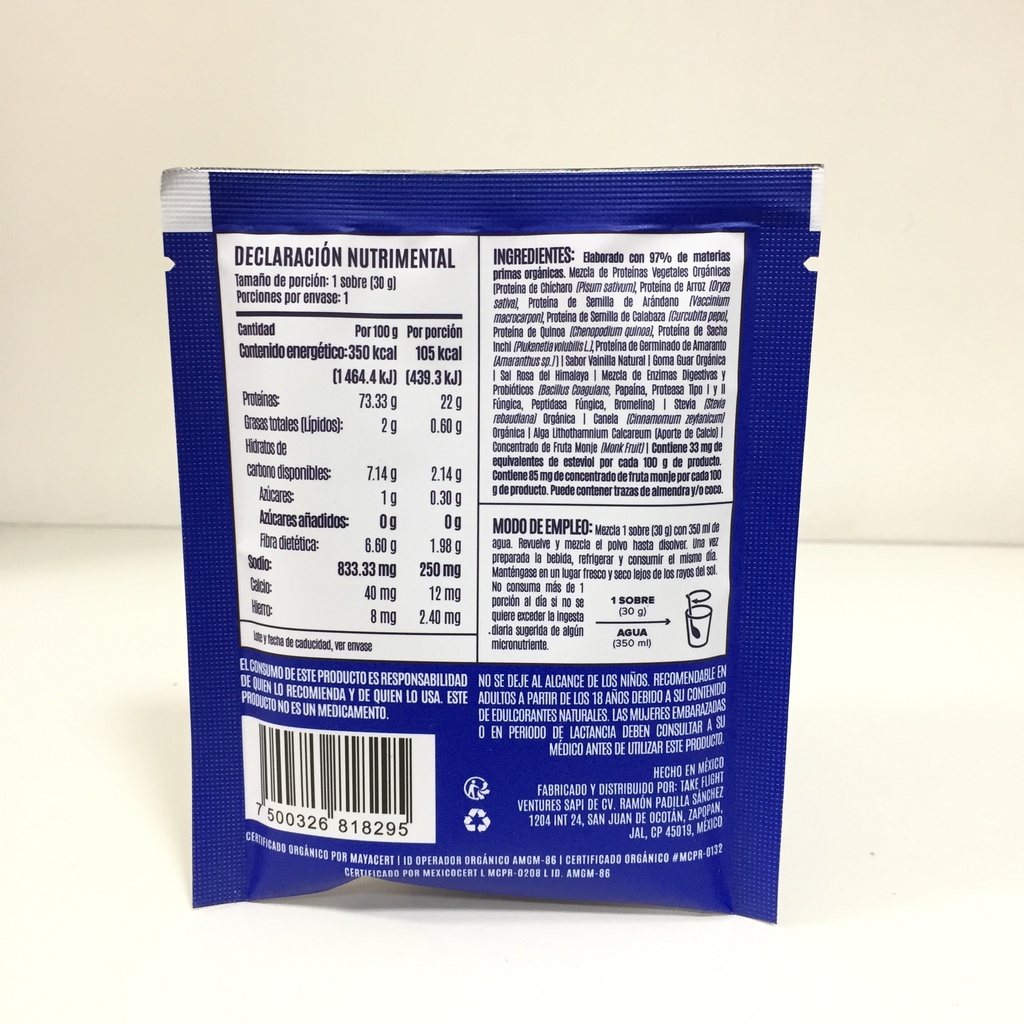 DECLARACIÓN NUTRIMENTAL
Tamaño de porción: 1 sobre (30 g)
Porciones por envase: 1
Cantidad Por 100 g Por porción
Contenido energético: 350 kcal 105 kcal
(1 464.4 kJ) (439.3 kJ)
Proteínas: 73.33 g 22 g
Grasas totales (Lípidos): 2 g 0.60 g
Hidratos de
carbono disponibles: 7.14 g 2.14 g
Azúcares: 1 g 0.30 g
Azúcares añadidos: 0 g 0 g
Fibra dietética: 6.60 g 1.98 g
Sodio: 833.33 mg 250 mg
Calcio: 40 mg 12 mg
Hierro: 8 mg 2.40 mg
Lote y fecha de caducidad, ver envase
INGREDIENTES: Elaborado con 97% de materias
primas orgánicas. Mezcla de Proteínas Vegetales Orgánicas
(Proteína de Chícharo (Pisum sativum), Proteína de Arroz (Oryza
sativa), Proteína de Semilla de Arándano (Vaccinium
macrocarpon), Proteína de Semilla de Calabaza (Curcubita pepo),
Proteína de Quinoa (Chenopodium quinoa), Proteína de Sacha
Inchi (Plukenetia volubilis L.), Proteína de Germinado de Amaranto
(Amaranthus sp.)) | Sabor Vainilla Natural | Goma Guar Orgánica
| Sal Rosa del Himalaya | Mezcla de Enzimas Digestivas y
Probióticos (Bacillus Coagulans, Papaína, Proteasa Tipo I y II
Fúngica, Peptidasa Fúngica, Bromelina) | Stevia (Stevia
rebaudiana) Orgánica | Canela (Cinnamomum zeylanicum)
Orgánica | Alga Lithothamnium Calcareum (Aporte de Calcio) |
Concentrado de Fruta Monje (Monk Fruit) | Contiene 33 mg de
equivalentes de esteviol por cada 100 g de producto.
Contiene 85 mg de concentrado de fruta monje por cada 100
g de producto. Puede contener trazas de almendra y/o coco.
MODO DE EMPLEO: Mezcla 1 sobre (30 g) con 350 ml de
agua. Revuelve y mezcla el polvo hasta disolver. Una vez
preparada la bebida, refrigerar y consumir el mismo día.
Manténgase en un lugar fresco y seco lejos de los rayos del sol.
No consuma más de 1
porción al día si no se
quiere exceder la ingesta
diaria sugerida de algún
micronutriente.
1 SOBRE
(30 g)
AGUA
(350 ml)
EL CONSUMO DE ESTE PRODUCTO ES RESPONSABILIDAD
DE QUIEN LO RECOMIENDA Y DE QUIEN LO USA. ESTE
PRODUCTO NO ES UN MEDICAMENTO.
NO SE DEJE AL ALCANCE DE LOS NIÑOS. RECOMENDABLE EN
ADULTOS A PARTIR DE LOS 18 AÑOS DEBIDO A SU CONTENIDO
DE EDULCORANTES NATURALES. LAS MUJERES EMBARAZADAS
O EN PERIODO DE LACTANCIA DEBEN CONSULTAR A SU
MÉDICO ANTES DE UTILIZAR ESTE PRODUCTO.
HECHO EN MÉXICO
FABRICADO Y DISTRIBUIDO POR: TAKE FLIGHT
VENTURES SAPI DE CV. RAMÓN PADILLA SÁNCHEZ
1204 INT 24, SAN JUAN DE OCOTÁN, ZAPOPAN,
JAL, CP 45019, MÉXICO
7 500326 818295
CERTIFICADO ORGÁNICO POR MAYACERT | ID OPERADOR ORGÁNICO AMGM-86 | CERTIFICADO ORGÁNICO #MCPR-0132
CERTIFICADO POR MEXICOCERT | MCPR-0208 | ID. AMGM-86